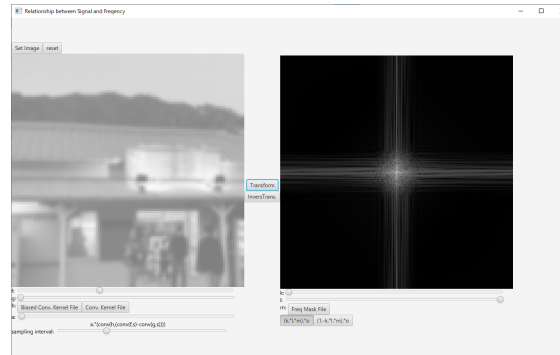 Relationship between Signal and Freqency
Set Image reset
Transform
InversTrans.
h: Biased Conv. Kernel File Conv. Kernel File
a:
a.*(conv(h,(conv(f,s)-conv(g,s))))
sampling interval:
k:
l:
m: Freq Mask File
(k.*l.*m).*o (1.-k.*l.*m).*o